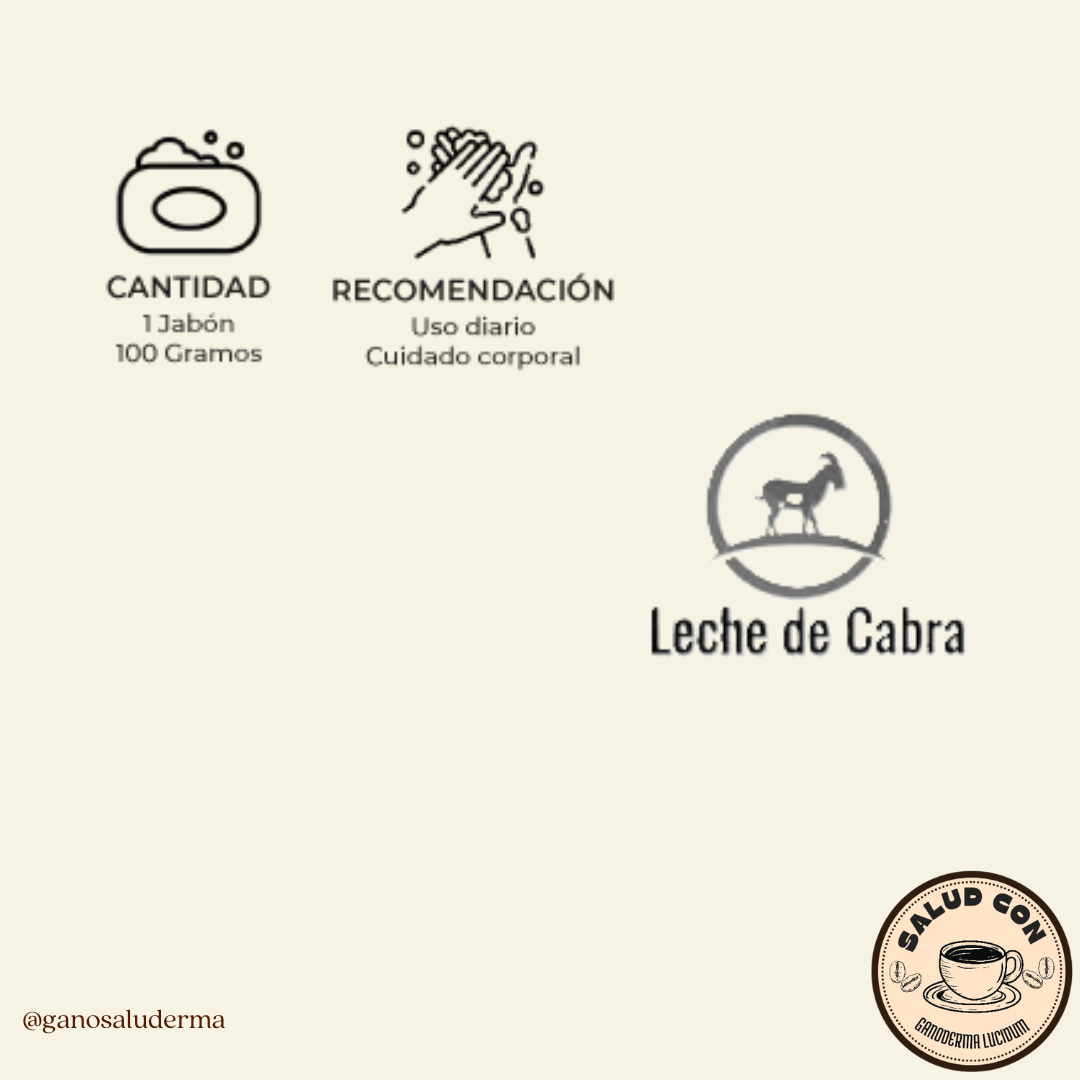 CANTIDAD
1 Jabón
100 Gramos
RECOMENDACIÓN
Uso diario
Cuidado corporal
Leche de Cabra
SALUD CON
GANODERMA LUCIDUM
@ganosaluderma